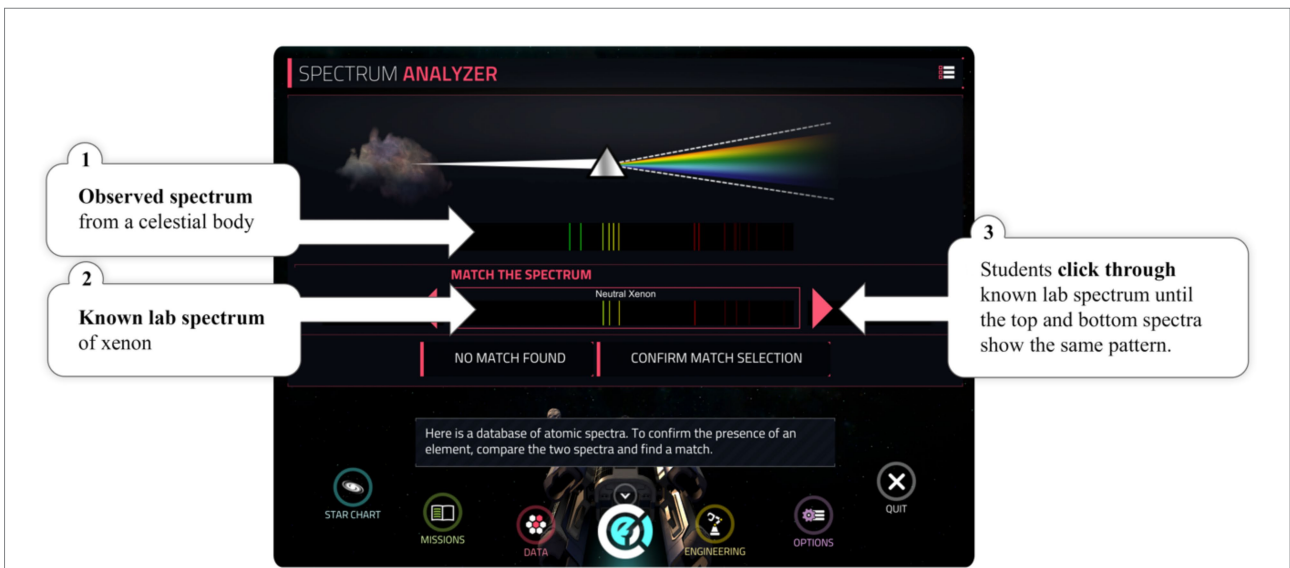 SPECTRUM ANALYZER
1
Observed spectrum
from a celestial body
2
Known lab spectrum
of xenon
3
Students click through
known lab spectrum until
the top and bottom spectra
show the same pattern.
MATCH THE SPECTRUM
Neutral Xenon
NO MATCH FOUND
CONFIRM MATCH SELECTION
Here is a database of atomic spectra. To confirm the presence of an
element, compare the two spectra and find a match.
STAR CHART
MISSIONS
DATA
ENGINEERING
OPTIONS
QUIT